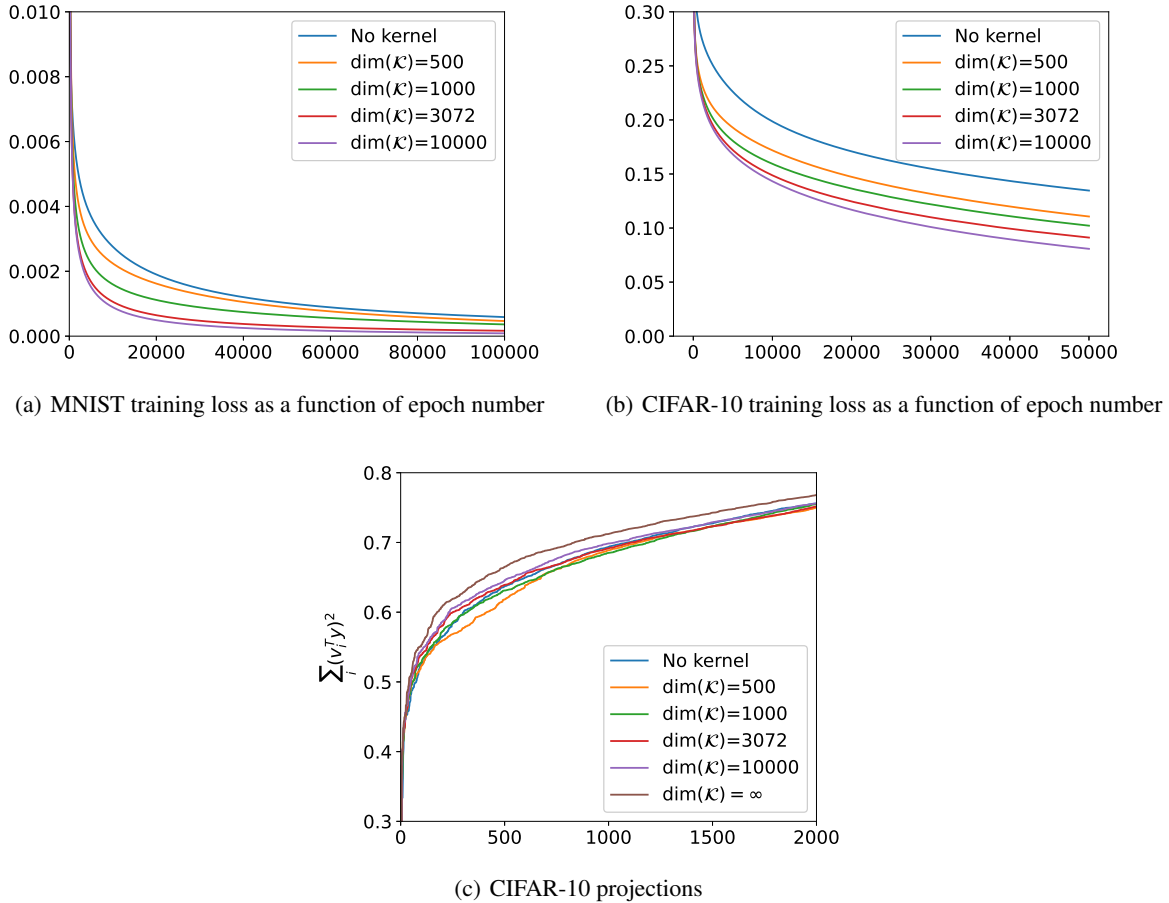 0.010
0.008
0.006
0.004
0.002
0.000
0 20000 40000 60000 80000 100000
No kernel
dim(𝒦)=500
dim(𝒦)=1000
dim(𝒦)=3072
dim(𝒦)=10000
(a) MNIST training loss as a function of epoch number
0.30
0.25
0.20
0.15
0.10
0.05
0.00
0 10000 20000 30000 40000 50000
No kernel
dim(𝒦)=500
dim(𝒦)=1000
dim(𝒦)=3072
dim(𝒦)=10000
(b) CIFAR-10 training loss as a function of epoch number
∑ᵢ(vᵢᵀy)²
0.8
0.7
0.6
0.5
0.4
0.3
0 500 1000 1500 2000
No kernel
dim(𝒦)=500
dim(𝒦)=1000
dim(𝒦)=3072
dim(𝒦)=10000
dim(𝒦) = ∞
(c) CIFAR-10 projections